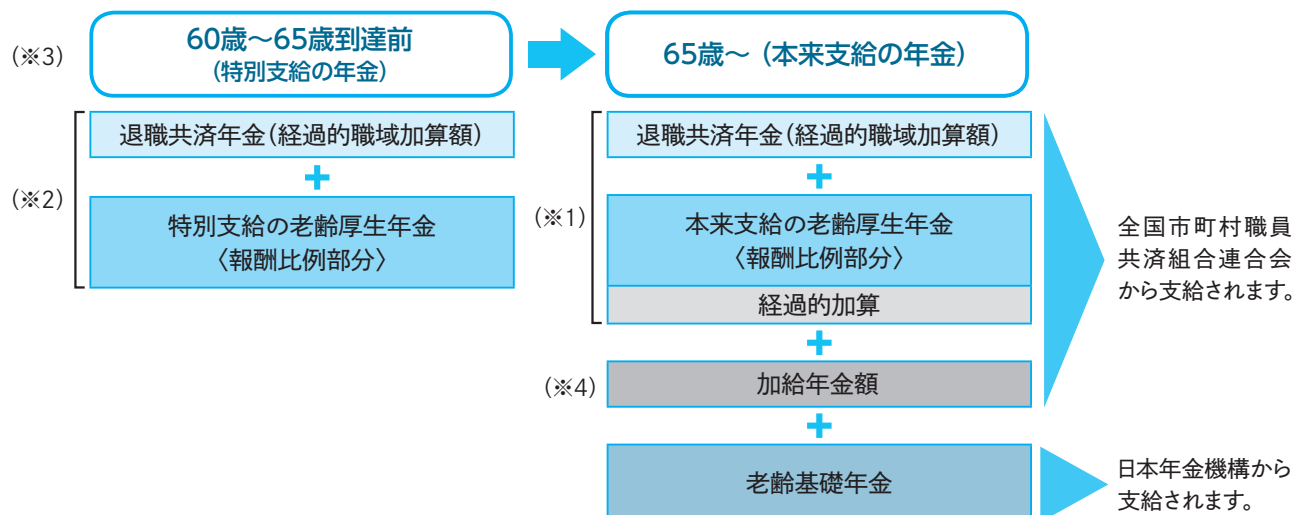 (※3)
60歳～65歳到達前
(特別支給の年金)
65歳～（本来支給の年金）
(※2)
退職共済年金(経過的職域加算額)
+
特別支給の老齢厚生年金
〈報酬比例部分〉
(※1)
退職共済年金(経過的職域加算額)
+
本来支給の老齢厚生年金
〈報酬比例部分〉
経過的加算
+
(※4)
加給年金額
+
老齢基礎年金
全国市町村職員
共済組合連合会
から支給されます。
日本年金機構から
支給されます。